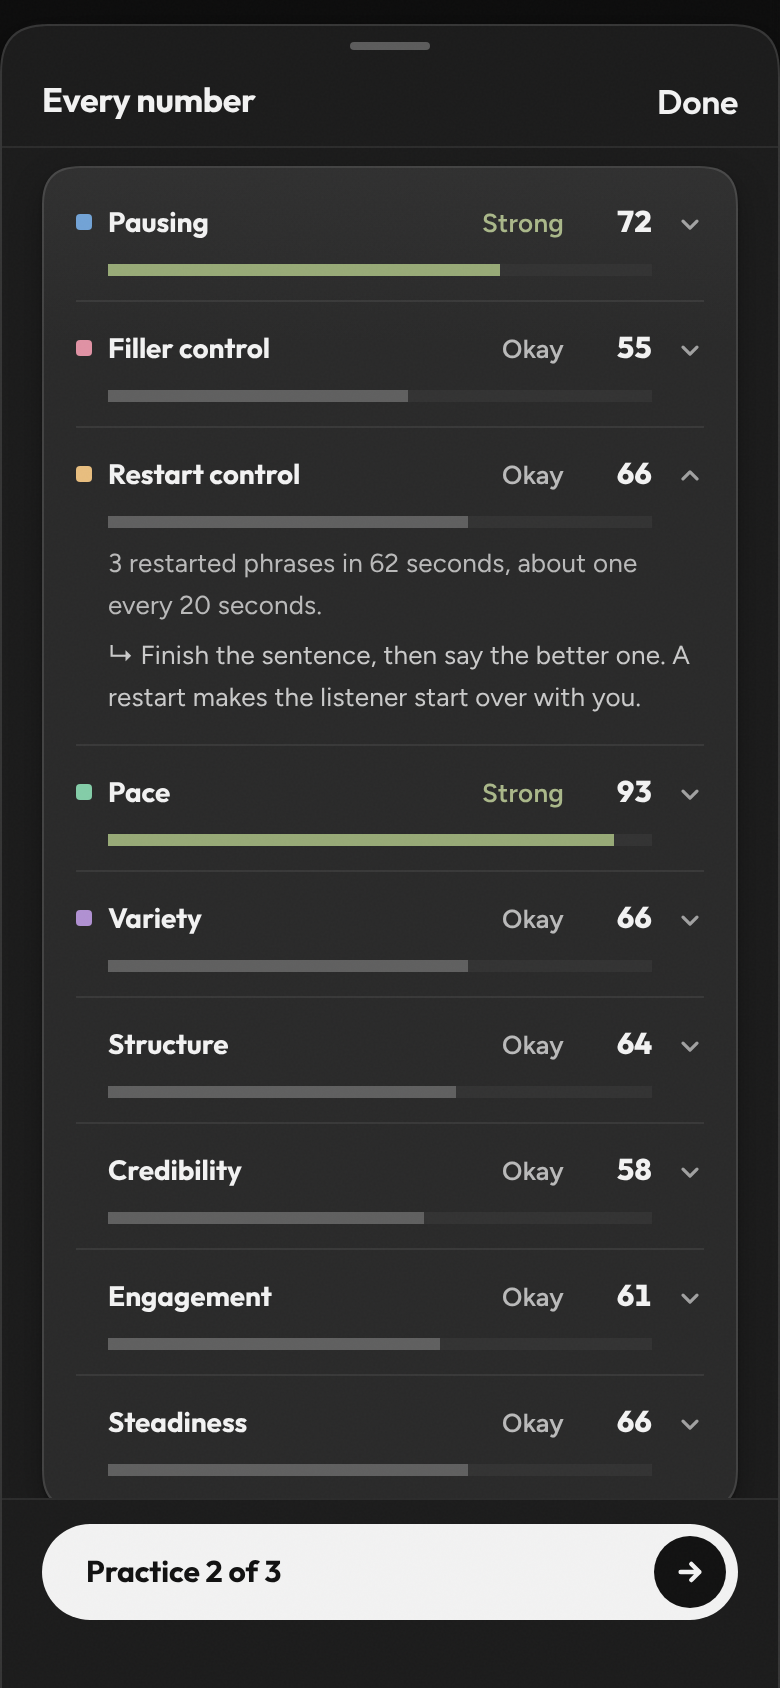 Every number
Done
Pausing Strong 72
Filler control Okay 55
Restart control Okay 66
3 restarted phrases in 62 seconds, about one
every 20 seconds.
↳ Finish the sentence, then say the better one. A
restart makes the listener start over with you.
Pace Strong 93
Variety Okay 66
Structure Okay 64
Credibility Okay 58
Engagement Okay 61
Steadiness Okay 66
Practice 2 of 3